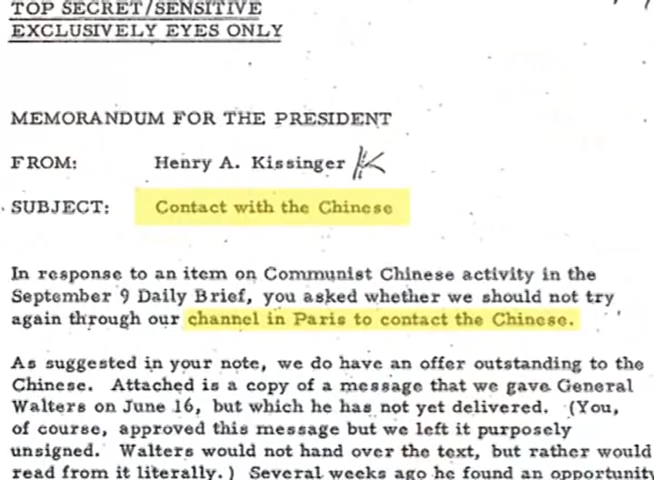 TOP SECRET/SENSITIVE
EXCLUSIVELY EYES ONLY
MEMORANDUM FOR THE PRESIDENT
FROM: Henry A. Kissinger
SUBJECT: Contact with the Chinese
In response to an item on Communist Chinese activity in the
September 9 Daily Brief, you asked whether we should not try
again through our channel in Paris to contact the Chinese.
As suggested in your note, we do have an offer outstanding to the
Chinese. Attached is a copy of a message that we gave General
Walters on June 16, but which he has not yet delivered. (You,
of course, approved this message but we left it purposely
unsigned. Walters would not hand over the text, but rather would
read from it literally.) Several weeks ago he found an opportunity